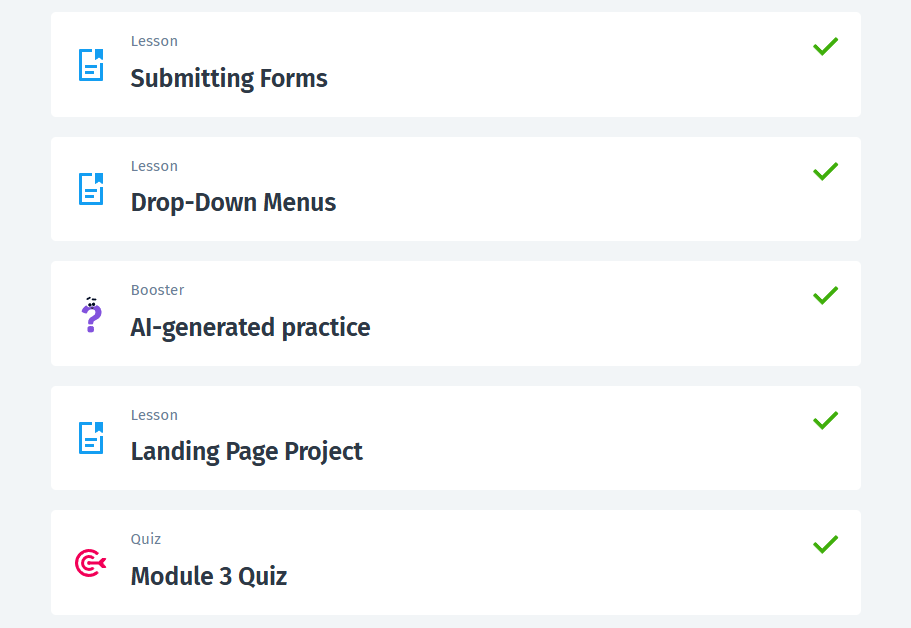 Lesson
Submitting Forms
Lesson
Drop-Down Menus
Booster
AI-generated practice
Lesson
Landing Page Project
Quiz
Module 3 Quiz